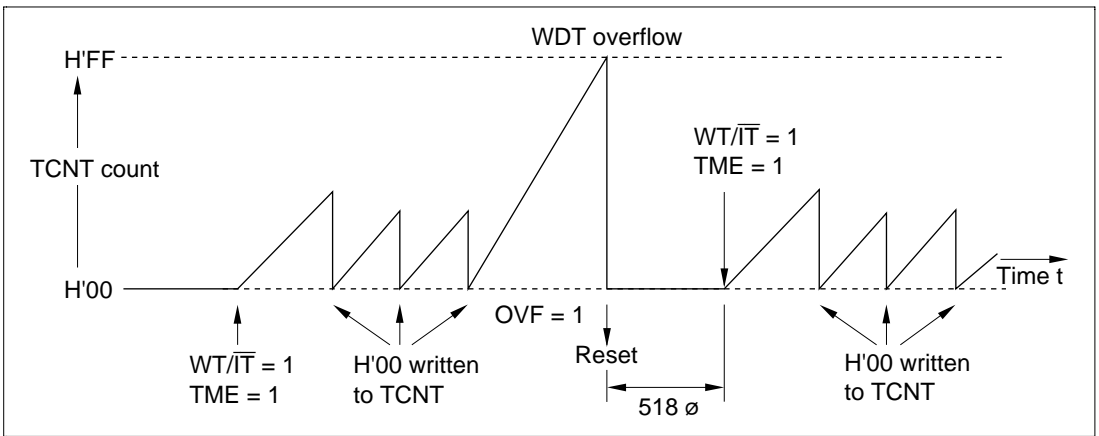 WDT overflow
H'FF
WT/IT = 1
TME = 1
TCNT count
H'00
Time t
OVF = 1
WT/IT = 1
TME = 1
H'00 written
to TCNT
Reset
518 ø
H'00 written
to TCNT